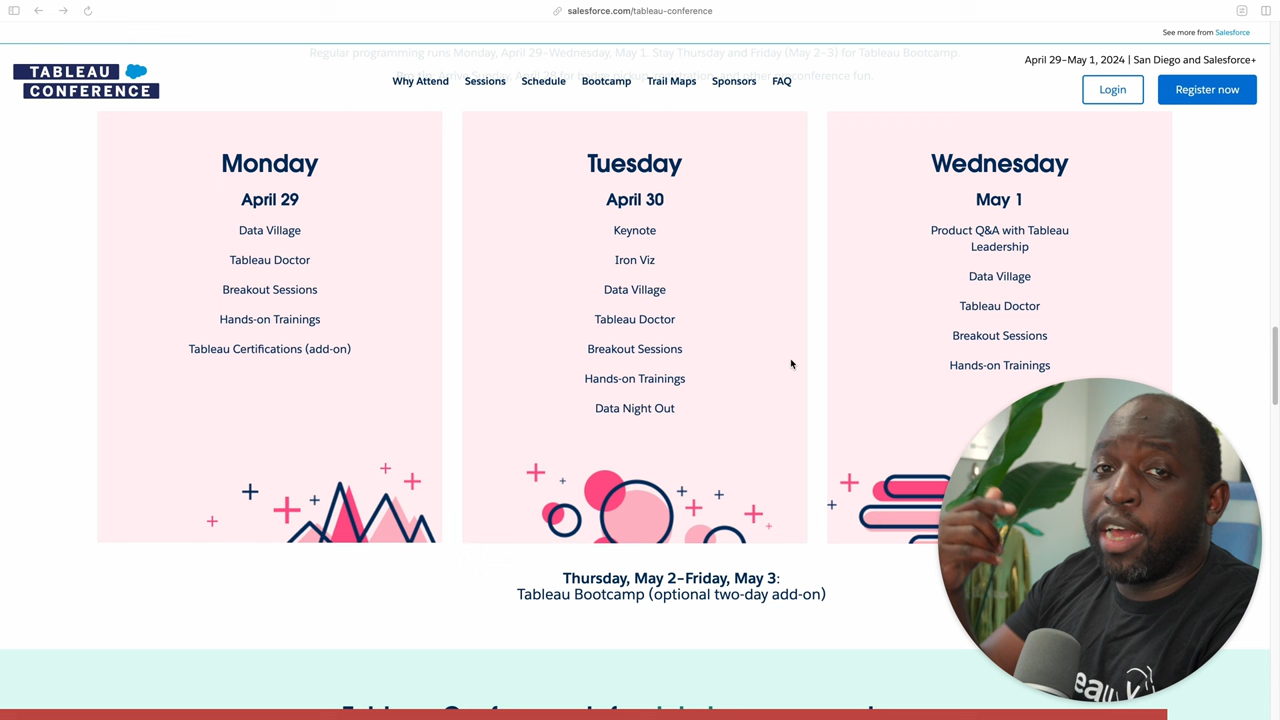 salesforce.com/tableau-conference
See more from Salesforce
Regular programming runs Monday, April 29–Wednesday, May 1. Stay Thursday and Friday (May 2–3) for Tableau Bootcamp.
April 29–May 1, 2024 | San Diego and Salesforce+
TABLEAU
CONFERENCE
Why Attend
Sessions
Schedule
Bootcamp
Trail Maps
Sponsors
FAQ
Login
Register now
Monday
April 29
Data Village
Tableau Doctor
Breakout Sessions
Hands-on Trainings
Tableau Certifications (add-on)
Tuesday
April 30
Keynote
Iron Viz
Data Village
Tableau Doctor
Breakout Sessions
Hands-on Trainings
Data Night Out
Wednesday
May 1
Product Q&A with Tableau
Leadership
Data Village
Tableau Doctor
Breakout Sessions
Hands-on Trainings
Thursday, May 2–Friday, May 3:
Tableau Bootcamp (optional two-day add-on)